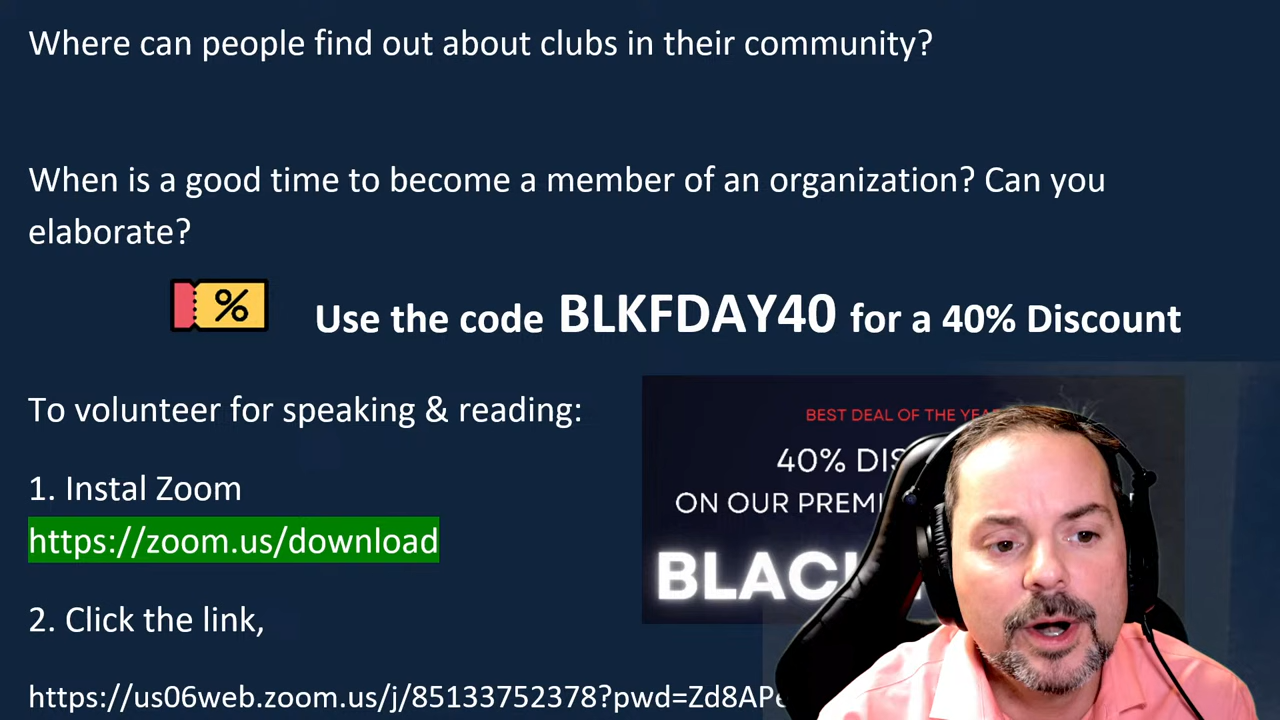 Where can people find out about clubs in their community?
When is a good time to become a member of an organization? Can you
elaborate?
%
Use the code BLKFDAY40 for a 40% Discount
To volunteer for speaking & reading:
BEST DEAL OF THE YEAR
40%
ON OUR
BLAC
1. Instal Zoom
https://zoom.us/download
2. Click the link,
https://us06web.zoom.us/j/85133752378?pwd=Zd8AP